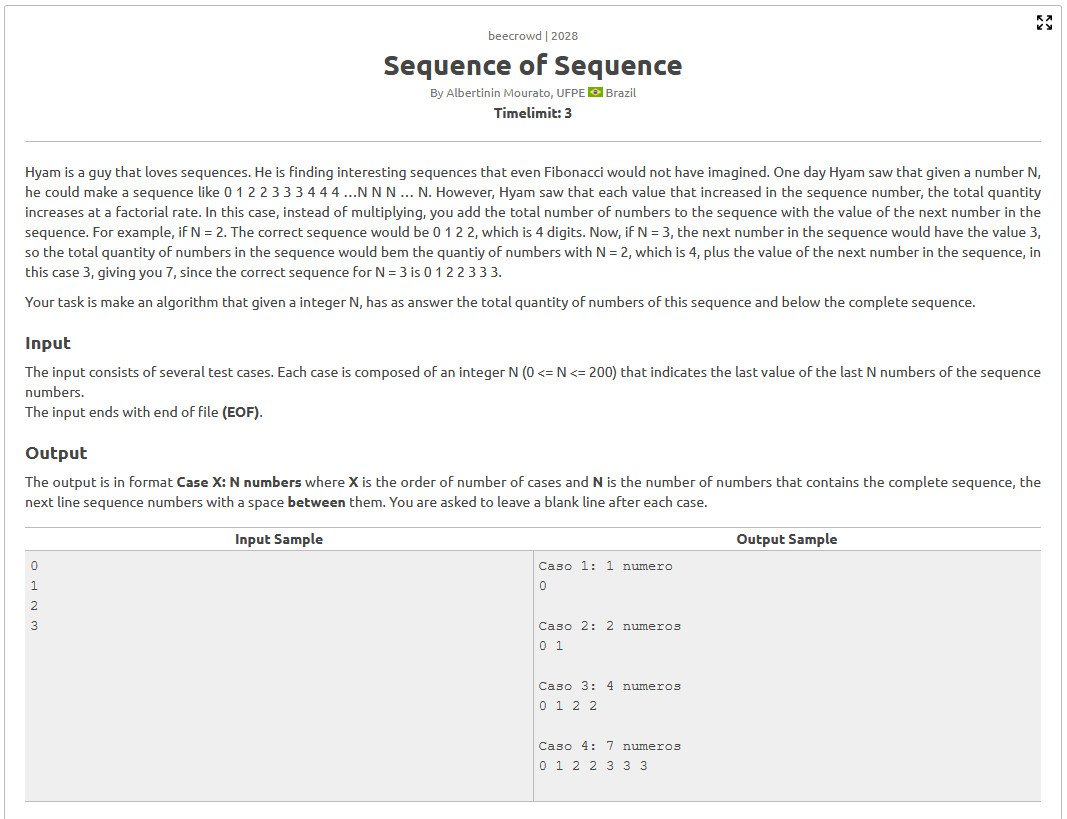 beecrowd | 2028
Sequence of Sequence
By Albertinin Mourato, UFPE Brazil
Timelimit: 3
Hyam is a guy that loves sequences. He is finding interesting sequences that even Fibonacci would not have imagined. One day Hyam saw that given a number N,
he could make a sequence like 0 1 2 2 3 3 3 4 4 4 ...N N N ... N. However, Hyam saw that each value that increased in the sequence number, the total quantity
increases at a factorial rate. In this case, instead of multiplying, you add the total number of numbers to the sequence with the value of the next number in the
sequence. For example, if N = 2. The correct sequence would be 0 1 2 2, which is 4 digits. Now, if N = 3, the next number in the sequence would have the value 3,
so the total quantity of numbers in the sequence would bem the quantiy of numbers with N = 2, which is 4, plus the value of the next number in the sequence, in
this case 3, giving you 7, since the correct sequence for N = 3 is 0 1 2 2 3 3 3.
Your task is make an algorithm that given a integer N, has as answer the total quantity of numbers of this sequence and below the complete sequence.
Input
The input consists of several test cases. Each case is composed of an integer N (0 <= N <= 200) that indicates the last value of the last N numbers of the sequence
numbers.
The input ends with end of file (EOF).
Output
The output is in format Case X: N numbers where X is the order of number of cases and N is the number of numbers that contains the complete sequence, the
next line sequence numbers with a space between them. You are asked to leave a blank line after each case.
Input Sample
0
1
2
3
Output Sample
Caso 1: 1 numero
0
Caso 2: 2 numeros
0 1
Caso 3: 4 numeros
0 1 2 2
Caso 4: 7 numeros
0 1 2 2 3 3 3